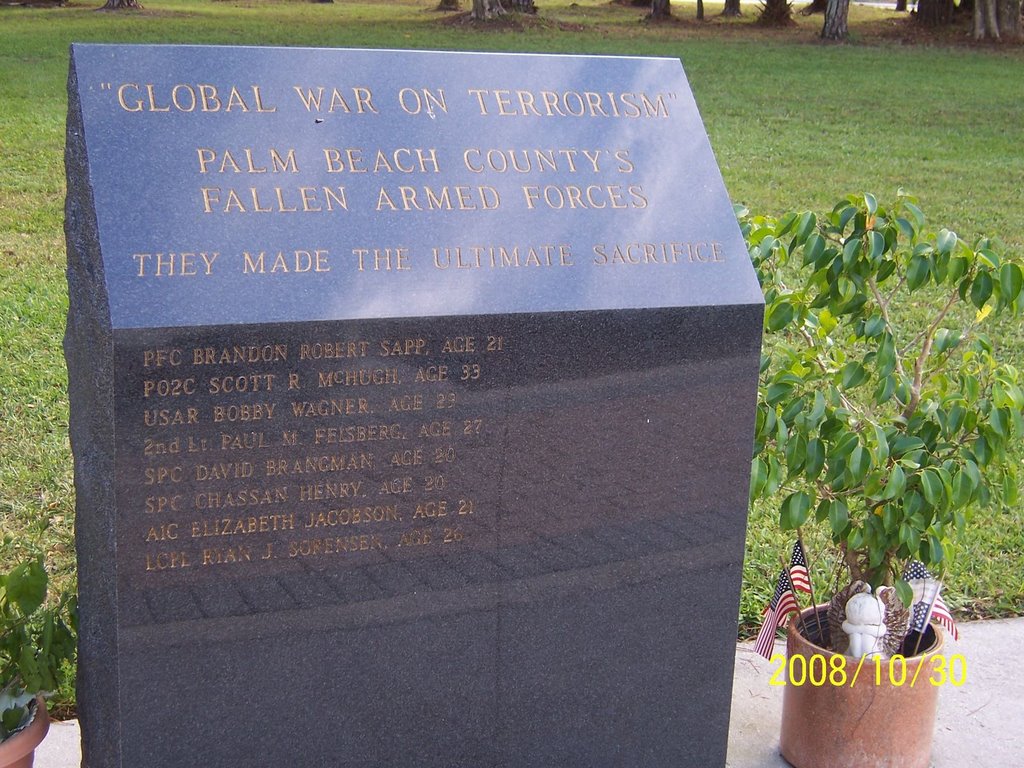 "GLOBAL WAR ON TERRORISM"
PALM BEACH COUNTY'S
FALLEN ARMED FORCES
THEY MADE THE ULTIMATE SACRIFICE
PFC BRANDON ROBERT SAPP, AGE 21
PO2C SCOTT R. McHUGH, AGE 33
USAR BOBBY WAGNER, AGE 23
2nd Lt. PAUL M. FELSBERG, AGE 27
SPC DAVID BRANGMAN, AGE 20
SPC GHASSAN HENRY, AGE 20
A1C ELIZABETH JACOBSON, AGE 21
LCPL RYAN J. SORENSEN, AGE 26
2008/10/30